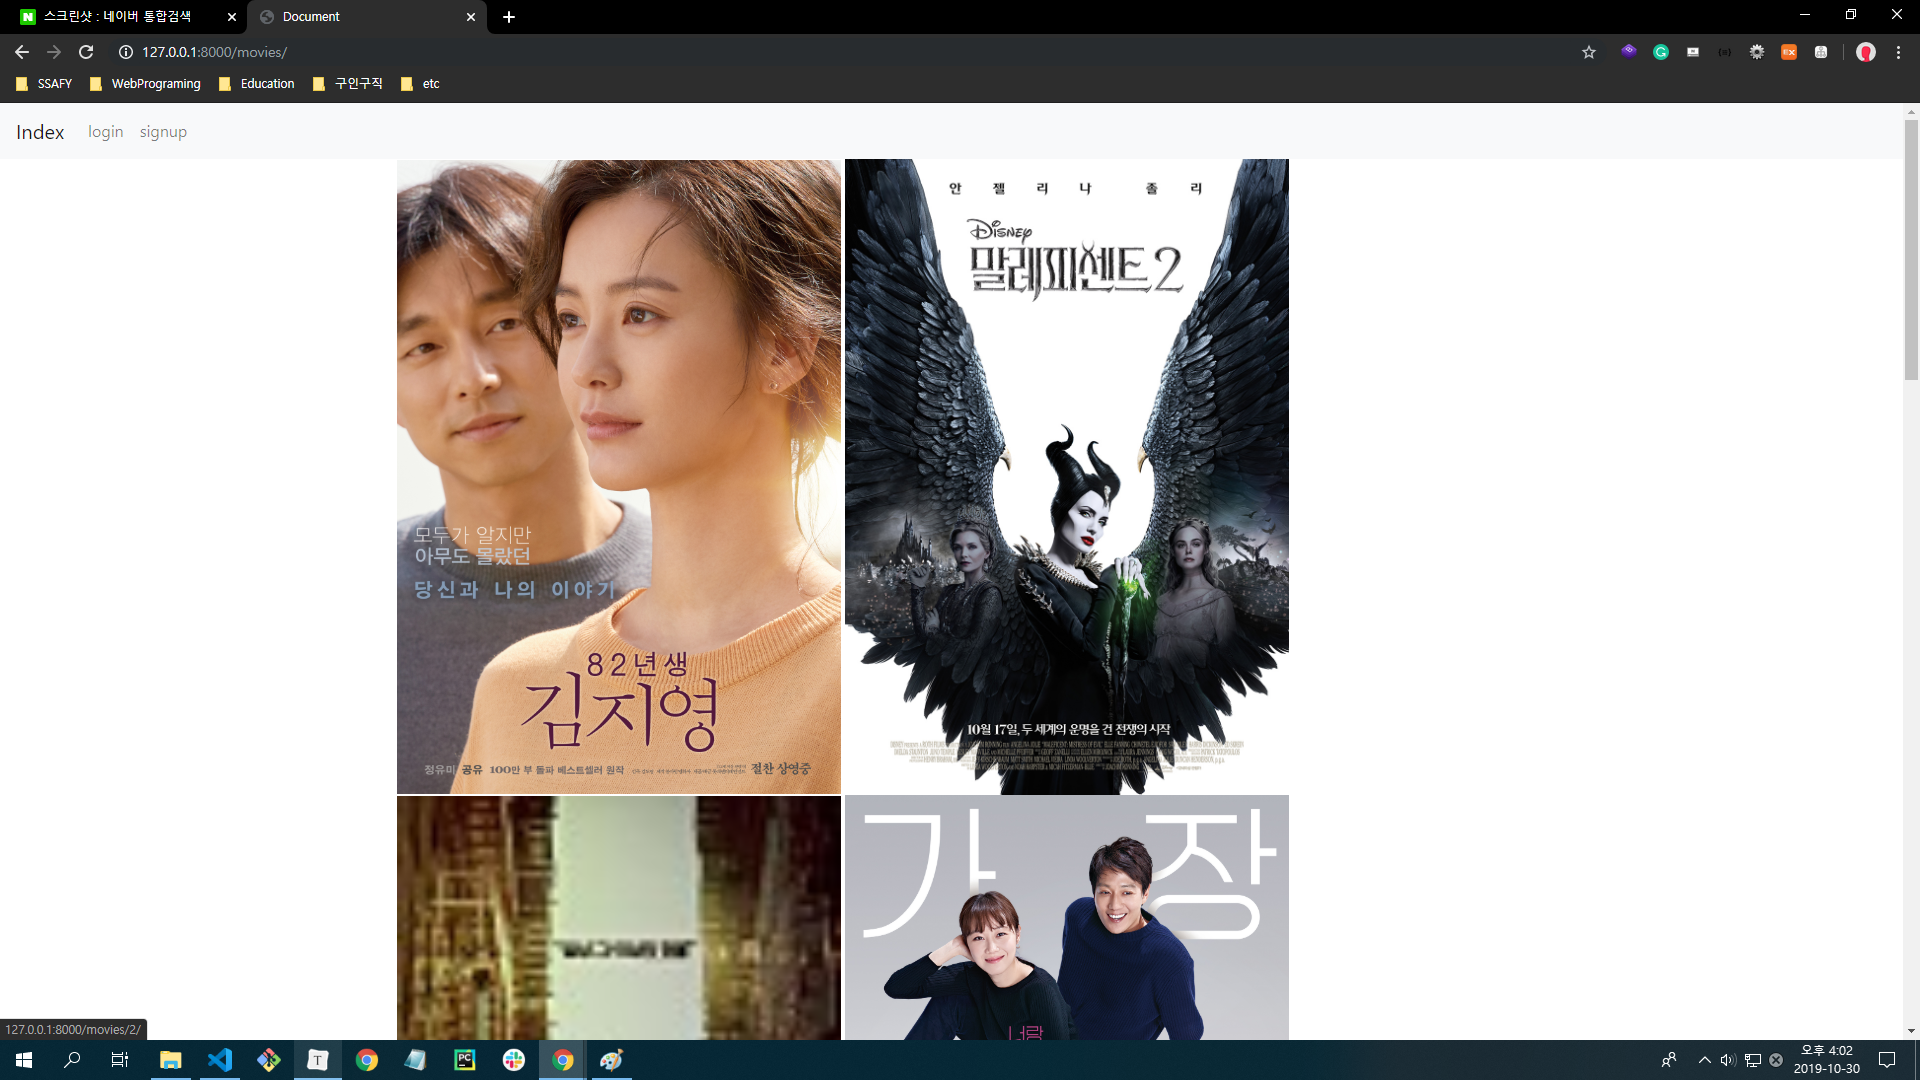 스크린샷 : 네이버 통합검색
Document
127.0.0.1:8000/movies/
SSAFY
WebPrograming
Education
구인구직
etc
Index
login
signup
모두가 알지만
아무도 몰랐던
당신과 나의 이야기
82년생
김지영
정유미 공유 100만 부 돌파 베스트셀러 원작
절찬 상영중
안젤리나 졸리
Disney
말레피센트2
10월 17일, 두 세계의 운명을 건 전쟁의 시작
가장
너랑
127.0.0.1:8000/movies/2/
오후 4:02
2019-10-30